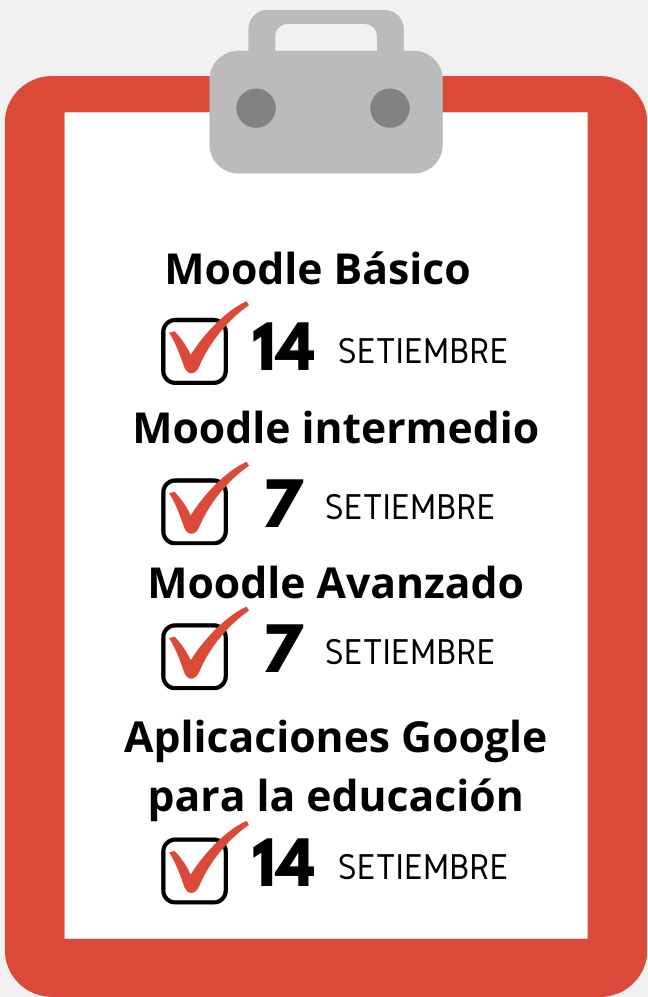 Moodle Básico
14 SETIEMBRE
Moodle intermedio
7 SETIEMBRE
Moodle Avanzado
7 SETIEMBRE
Aplicaciones Google
para la educación
14 SETIEMBRE